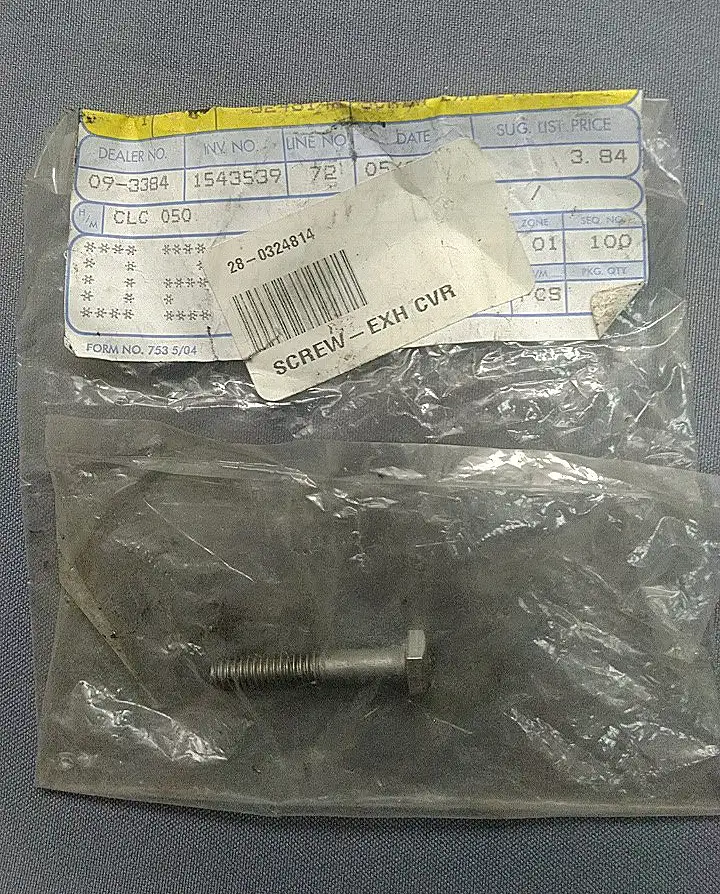 DEALER NO. INV. NO. LINE NO. DATE SUG. LIST PRICE
09-3384 1543539 72 3.84
H/M CLC 050 /
ZONE SEQ. NO.
01 100
**** ****
* *
* * ***
* * *
**** ****
PKG. QTY.
28-0324814
SCREW-EXH CVR
FORM NO. 753 5/04